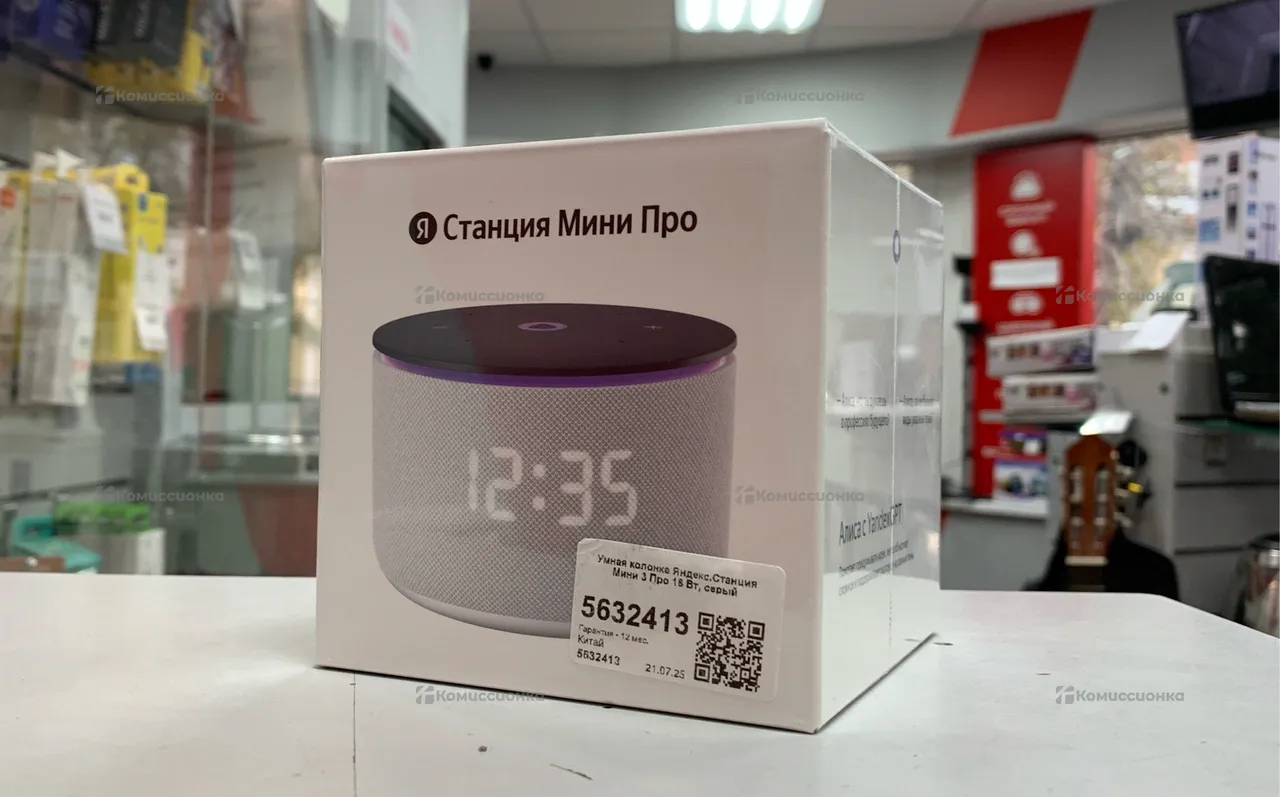 Комиссионка
Комиссионка
Я Станция Мини Про
Комиссионка
Комиссионка
12:35
Комиссионка
Комиссионка
Алиса с YandexGPT
Умная колонка Яндекс.Станция
Мини 3 Про 18 Вт, серый
5632413
Гарантия - 12 мес.
Китай
5632413
21.07.25
Комиссионка
Комиссионка